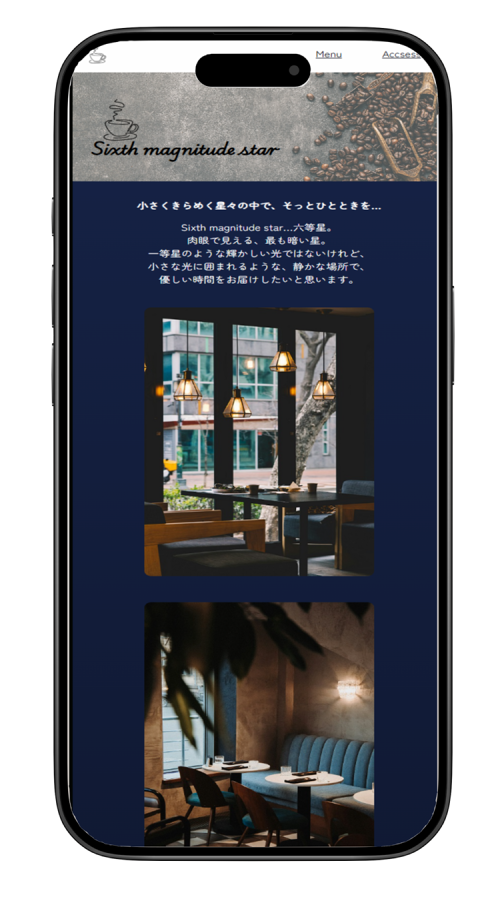 Menu
Accsess
Sixth magnitude star
小さくきらめく星々の中で、そっとひとときを…
Sixth magnitude star…六等星。
肉眼で見える、最も暗い星。
一等星のような輝かしい光ではないけれど、
小さな光に囲まれるような、静かな場所で、
優しい時間をお届けしたいと思います。